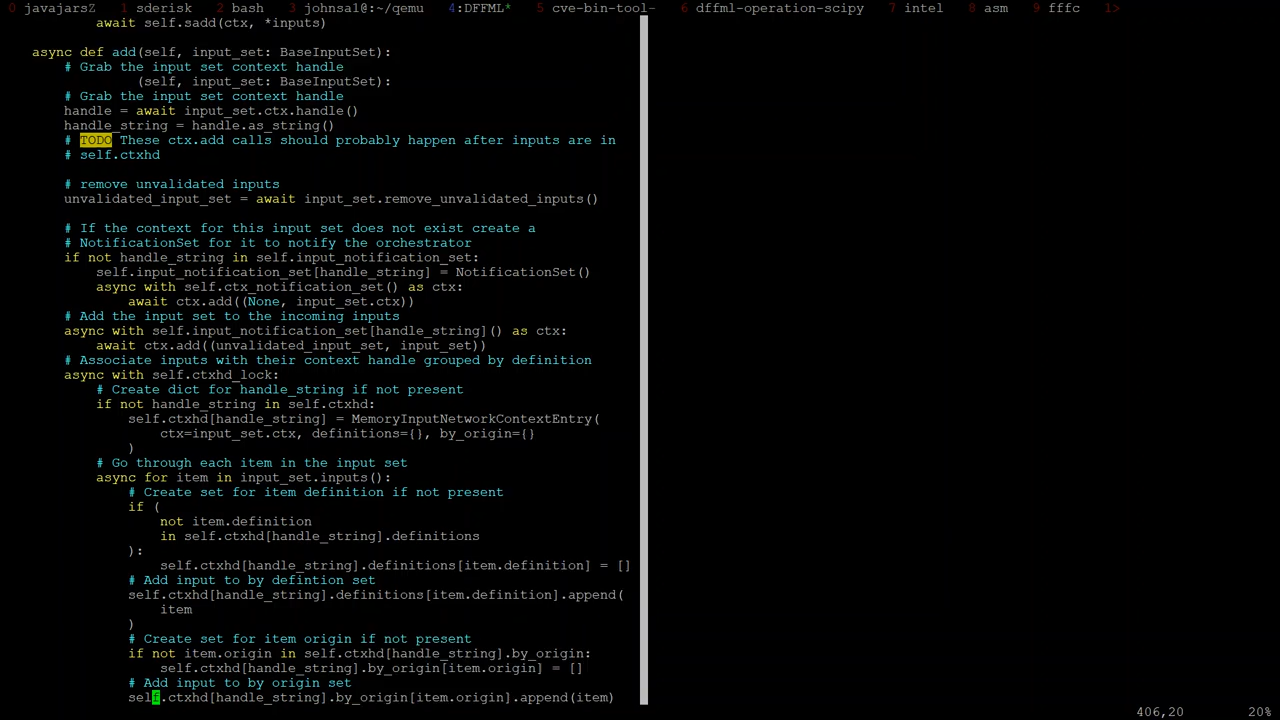 0 javajarsZ 1 sderisk 2 bash 3 johnsa1@:~/qemu 4:DFFML* 5 cve-bin-tool- 6 dffml-operation-scipy 7 intel 8 asm 9 fffc 1>
await self.sadd(ctx, *inputs)
async def add(self, input_set: BaseInputSet):
# Grab the input set context handle
(self, input_set: BaseInputSet):
# Grab the input set context handle
handle = await input_set.ctx.handle()
handle_string = handle.as_string()
# TODO These ctx.add calls should probably happen after inputs are in
# self.ctxhd
# remove unvalidated inputs
unvalidated_input_set = await input_set.remove_unvalidated_inputs()
# If the context for this input set does not exist create a
# NotificationSet for it to notify the orchestrator
if not handle_string in self.input_notification_set:
self.input_notification_set[handle_string] = NotificationSet()
async with self.ctx_notification_set() as ctx:
await ctx.add((None, input_set.ctx))
# Add the input set to the incoming inputs
async with self.input_notification_set[handle_string]() as ctx:
await ctx.add((unvalidated_input_set, input_set))
# Associate inputs with their context handle grouped by definition
async with self.ctxhd_lock:
# Create dict for handle_string if not present
if not handle_string in self.ctxhd:
self.ctxhd[handle_string] = MemoryInputNetworkContextEntry(
ctx=input_set.ctx, definitions={}, by_origin={}
)
# Go through each item in the input set
async for item in input_set.inputs():
# Create set for item definition if not present
if (
not item.definition
in self.ctxhd[handle_string].definitions
):
self.ctxhd[handle_string].definitions[item.definition] = []
# Add input to by defintion set
self.ctxhd[handle_string].definitions[item.definition].append(
item
)
# Create set for item origin if not present
if not item.origin in self.ctxhd[handle_string].by_origin:
self.ctxhd[handle_string].by_origin[item.origin] = []
# Add input to by origin set
self.ctxhd[handle_string].by_origin[item.origin].append(item)
406,20 20%